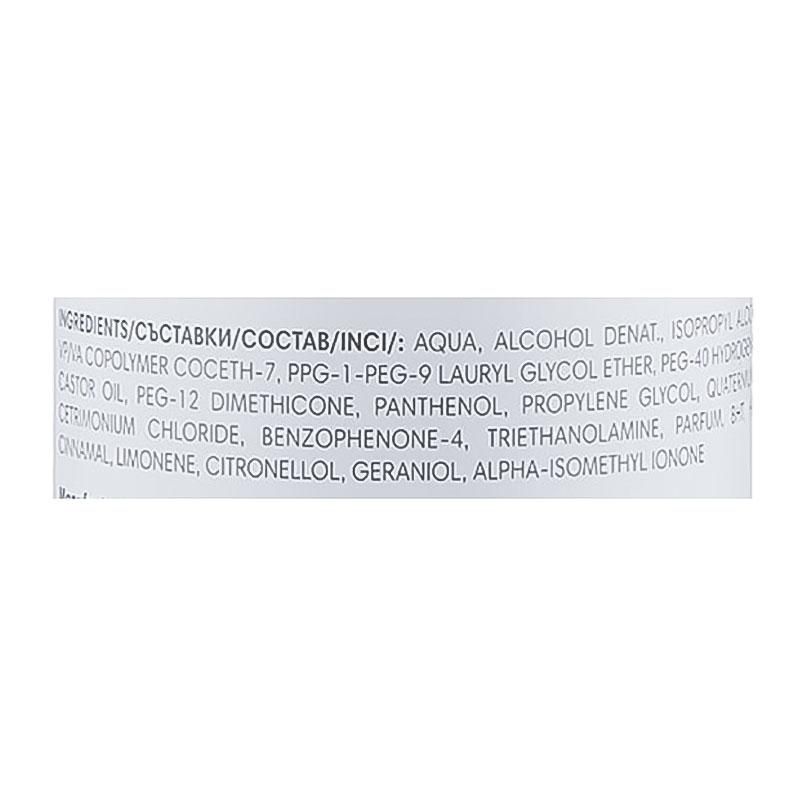 INGREDIENTS/СЪСТАВКИ/СОСТАВ/INCI/: AQUA, ALCOHOL DENAT., ISOPROPYL
VP/VA COPOLYMER COCETH-7, PPG-1-PEG-9 LAURYL GLYCOL ETHER, PEG-40
CASTOR OIL, PEG-12 DIMETHICONE, PANTHENOL, PROPYLENE GLYCOL,
CETRIMONIUM CHLORIDE, BENZOPHENONE-4, TRIETHANOLAMINE, PARFUM.
CINNAMAL, LIMONENE, CITRONELLOL, GERANIOL, ALPHA-ISOMETHYL IONONE